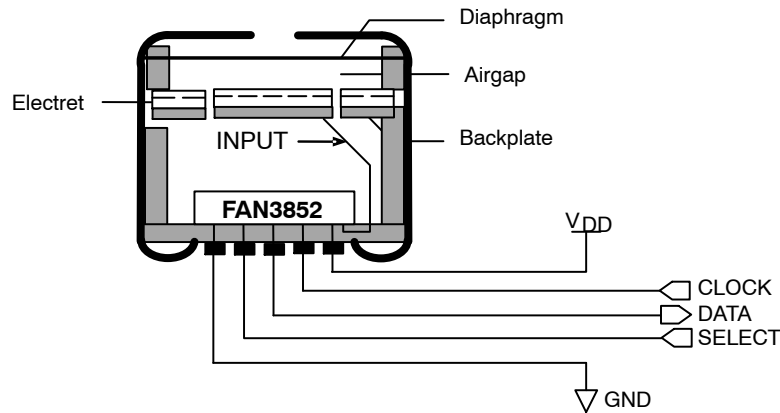 Diaphragm
Airgap
Electret
INPUT
Backplate
FAN3852
VDD
CLOCK
DATA
SELECT
GND